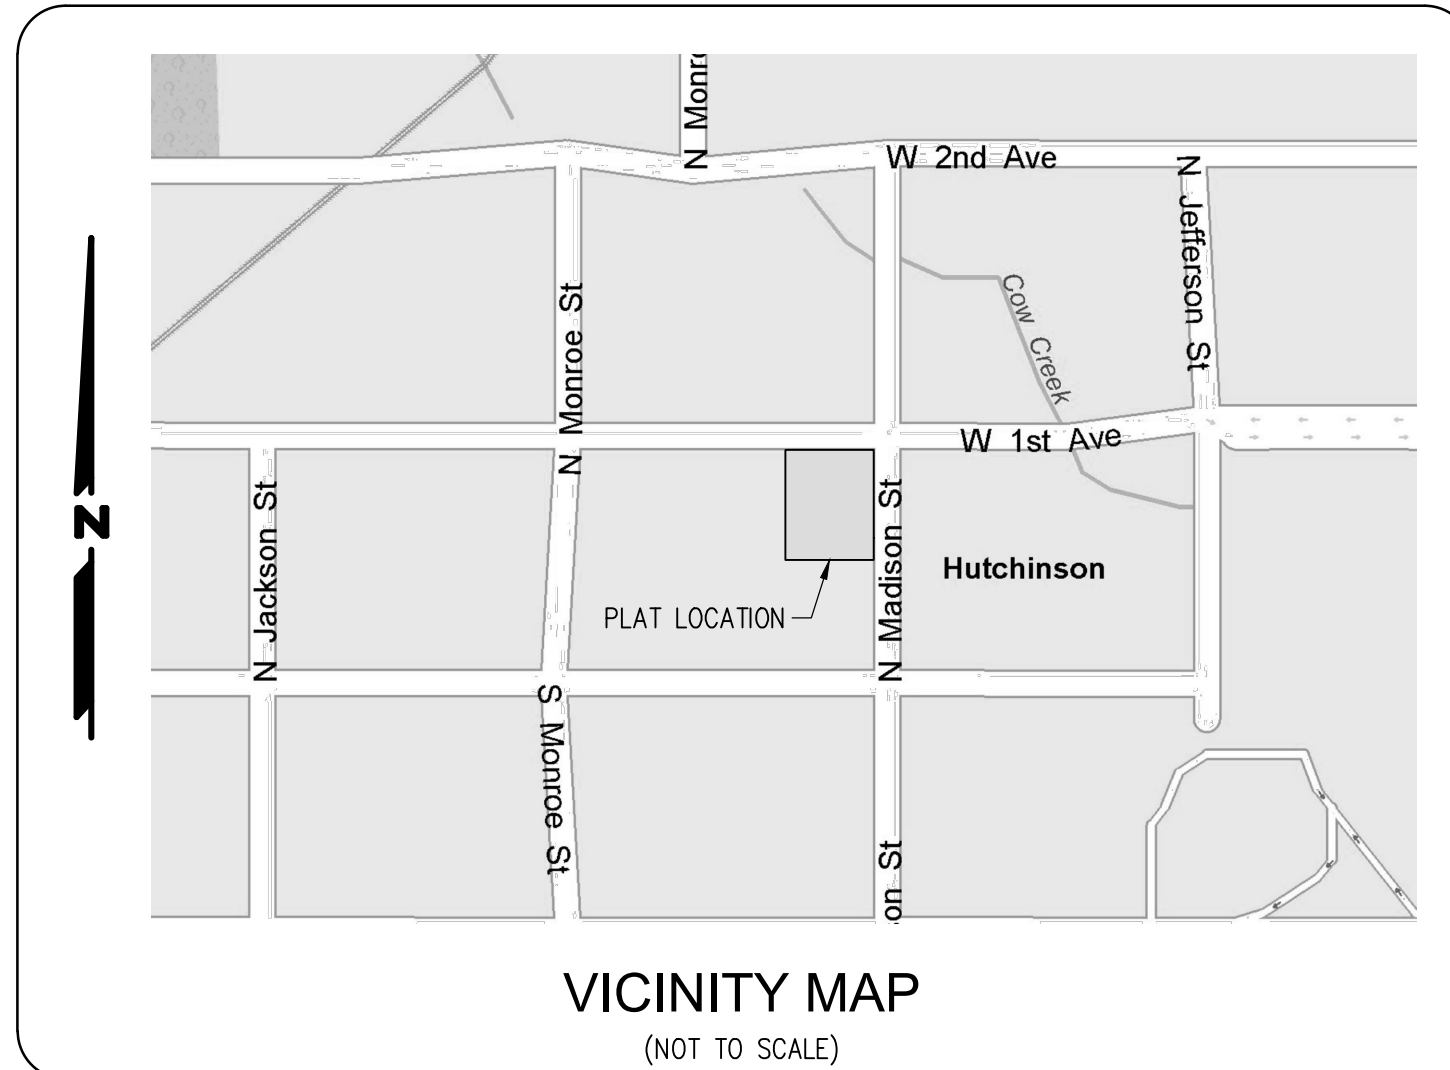 N Monro
W 2nd Ave
N Jefferson St
Cow Creek
N Monroe St
W 1st Ave
N
N Jackson St
N Madison St
Hutchinson
PLAT LOCATION
S Monroe St
on St
VICINITY MAP
(NOT TO SCALE)